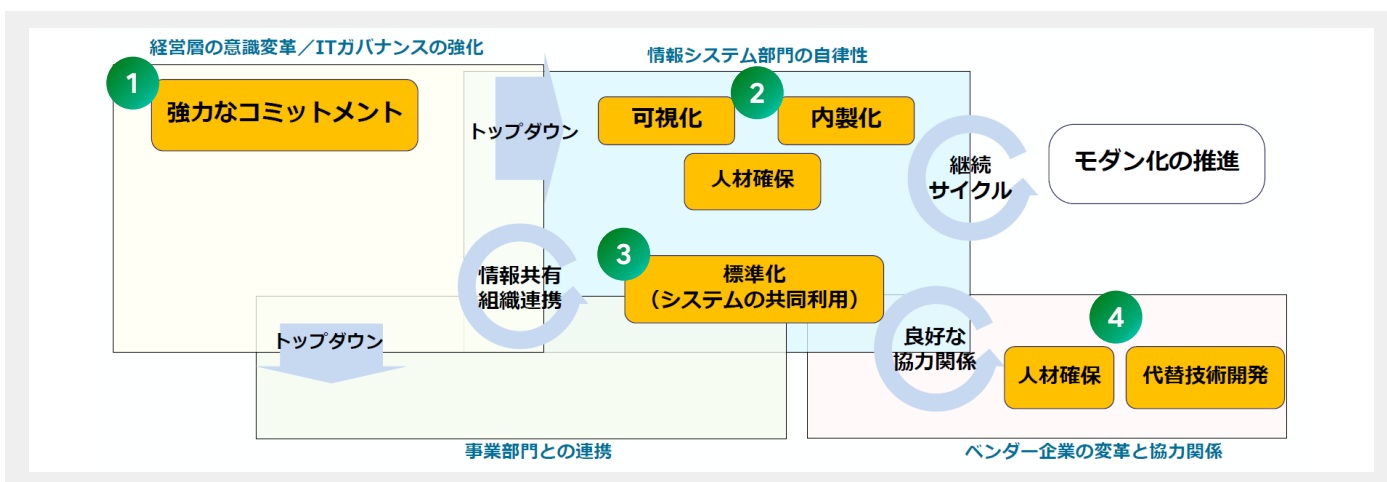 経営層の意識変革／ITガバナンスの強化
情報システム部門の自律性
1
強力なコミットメント
トップダウン
2
可視化
内製化
人材確保
継続
サイクル
モダン化の推進
情報共有
組織連携
3
標準化
（システムの共同利用）
トップダウン
良好な
協力関係
4
人材確保
代替技術開発
事業部門との連携
ベンダー企業の変革と協力関係